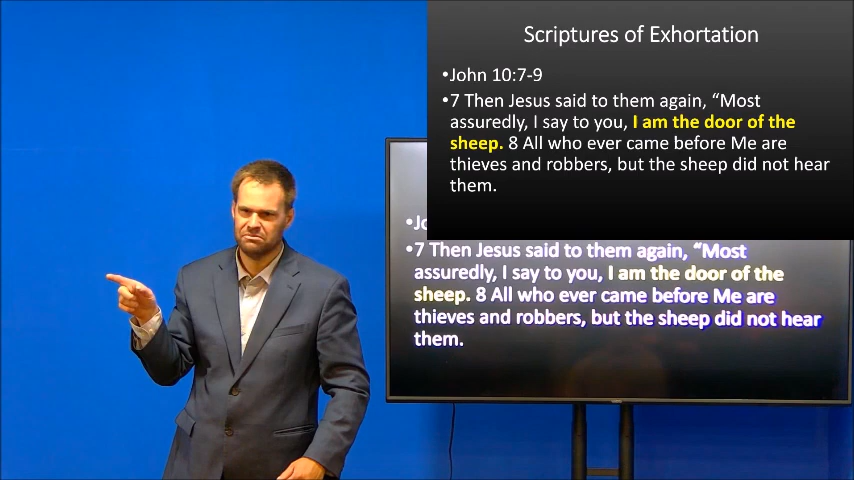 Scriptures of Exhortation
•John 10:7-9
•7 Then Jesus said to them again, “Most
assuredly, I say to you, I am the door of the
sheep. 8 All who ever came before Me are
thieves and robbers, but the sheep did not hear
them.
•Jo
•7 Then Jesus said to them again, “Most
assuredly, I say to you, I am the door of the
sheep. 8 All who ever came before Me are
thieves and robbers, but the sheep did not hear
them.